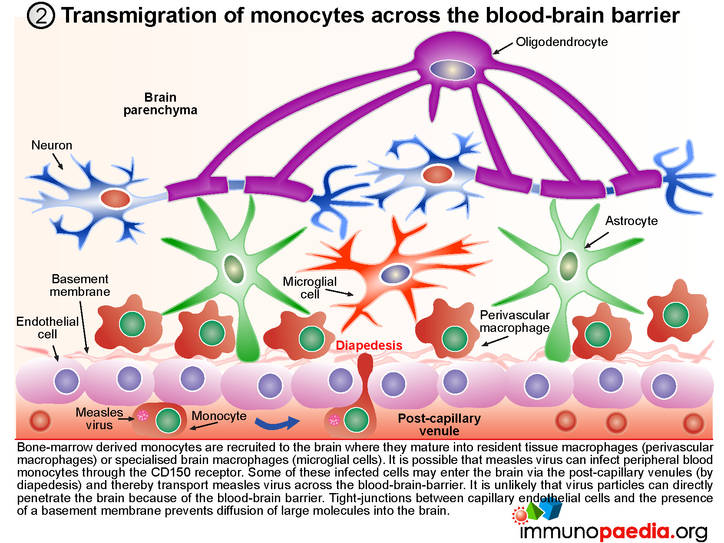 2 Transmigration of monocytes across the blood-brain barrier
Oligodendrocyte
Brain
parenchyma
Neuron
Astrocyte
Basement
membrane
Microglial
cell
Endothelial
cell
Perivascular
macrophage
Diapedesis
Measles
virus
Monocyte
Post-capillary
venule
Bone-marrow derived monocytes are recruited to the brain where they mature into resident tissue macrophages (perivascular
macrophages) or specialised brain macrophages (microglial cells). It is possible that measles virus can infect peripheral blood
monocytes through the CD150 receptor. Some of these infected cells may enter the brain via the post-capillary venules (by
diapedesis) and thereby transport measles virus across the blood-brain-barrier. It is unlikely that virus particles can directly
penetrate the brain because of the blood-brain barrier. Tight-junctions between capillary endothelial cells and the presence
of a basement membrane prevents diffusion of large molecules into the brain.
immunopaedia.org